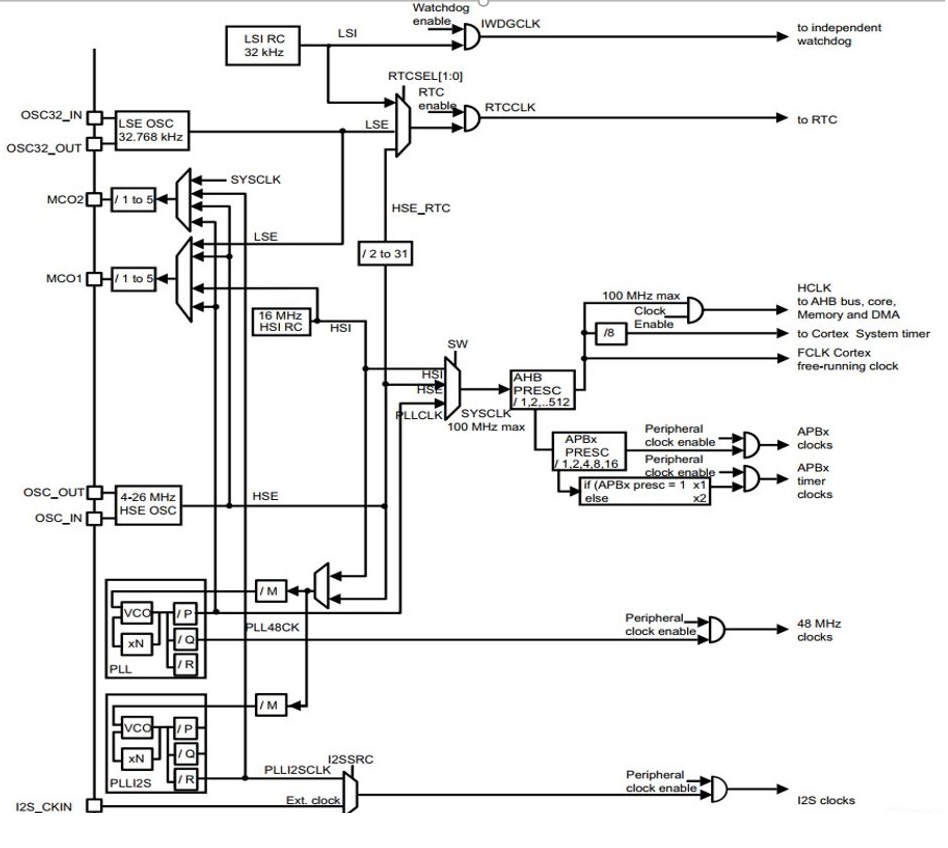 Watchdog
enable
IWDGCLK
to independent
watchdog
LSI RC
32 kHz
LSI
RTCSEL[1:0]
RTC
enable
RTCCLK
to RTC
OSC32_IN
LSE OSC
32.768 kHz
LSE
OSC32_OUT
SYSCLK
MCO2
/ 1 to 5
HSE_RTC
LSE
/ 2 to 31
MCO1
/ 1 to 5
16 MHz
HSI RC
HSI
100 MHz max
Clock
Enable
HCLK
to AHB bus, core,
Memory and DMA
/8
to Cortex System timer
FCLK Cortex
free-running clock
SW
HSI
HSE
PLLCLK
SYSCLK
100 MHz max
AHB
PRESC
/ 1,2,..512
APBx
PRESC
/ 1,2,4,8,16
Peripheral
clock enable
APBx
clocks
Peripheral
clock enable
if (APBx presc = 1 x1
else x2
APBx
timer
clocks
OSC_OUT
4-26 MHz
HSE OSC
HSE
OSC_IN
/ M
VCO
/ P
xN
/ Q
/ R
PLL
PLL48CK
Peripheral
clock enable
48 MHz
clocks
/ M
VCO
/ P
xN
/ Q
/ R
PLLI2S
PLLI2SCLK
I2SSRC
Ext. clock
I2S_CKIN
Peripheral
clock enable
I2S clocks